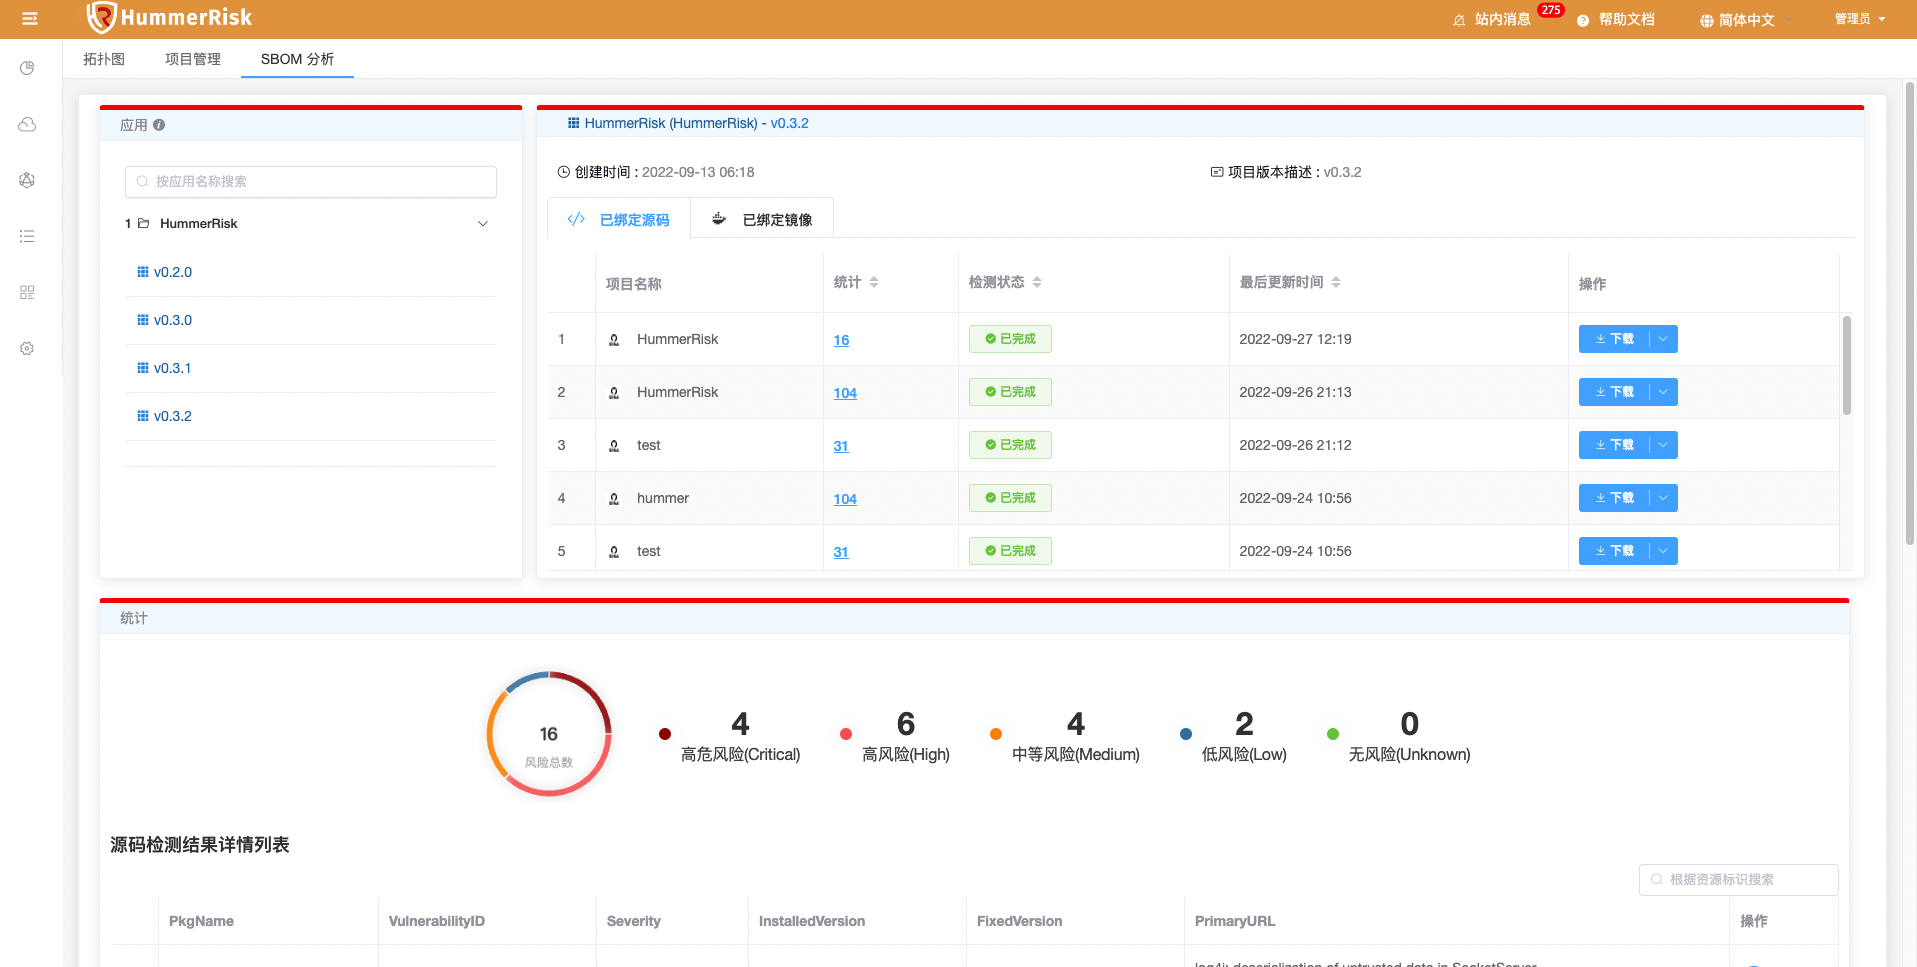 HummerRisk
站内消息 275
帮助文档
简体中文
管理员
拓扑图 项目管理 SBOM 分析
应用
按应用名称搜索
1 HummerRisk
v0.2.0
v0.3.0
v0.3.1
v0.3.2
HummerRisk (HummerRisk) - v0.3.2
创建时间 : 2022-09-13 06:18 项目版本描述 : v0.3.2
已绑定源码 已绑定镜像
项目名称 统计 检测状态 最后更新时间 操作
1 HummerRisk 16 已完成 2022-09-27 12:19 下载
2 HummerRisk 104 已完成 2022-09-26 21:13 下载
3 test 31 已完成 2022-09-26 21:12 下载
4 hummer 104 已完成 2022-09-24 10:56 下载
5 test 31 已完成 2022-09-24 10:56 下载
统计
16
风险总数
4
高危风险(Critical)
6
高风险(High)
4
中等风险(Medium)
2
低风险(Low)
0
无风险(Unknown)
源码检测结果详情列表
根据资源标识搜索
PkgName VulnerabilityID Severity InstalledVersion FixedVersion PrimaryURL 操作
log4j: deserialization of untrusted data in SocketServer